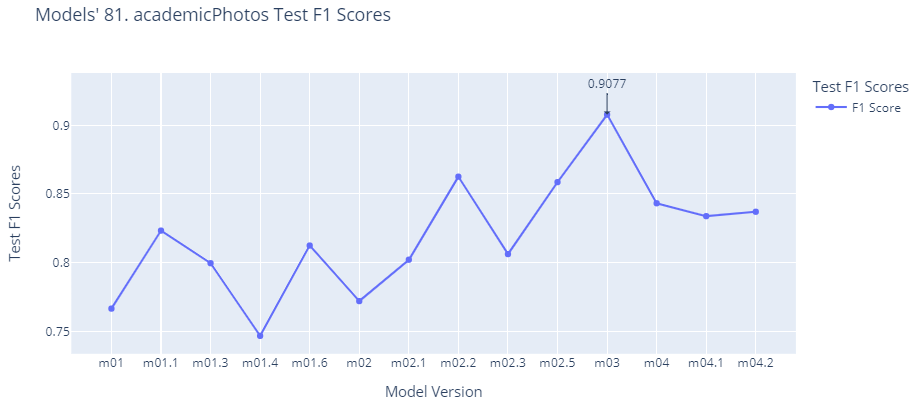 Models' 81. academicPhotos Test F1 Scores
0.9077
Test F1 Scores
F1 Score
Test F1 Scores
0.9
0.85
0.8
0.75
m01 m01.1 m01.3 m01.4 m01.6 m02 m02.1 m02.2 m02.3 m02.5 m03 m04 m04.1 m04.2
Model Version